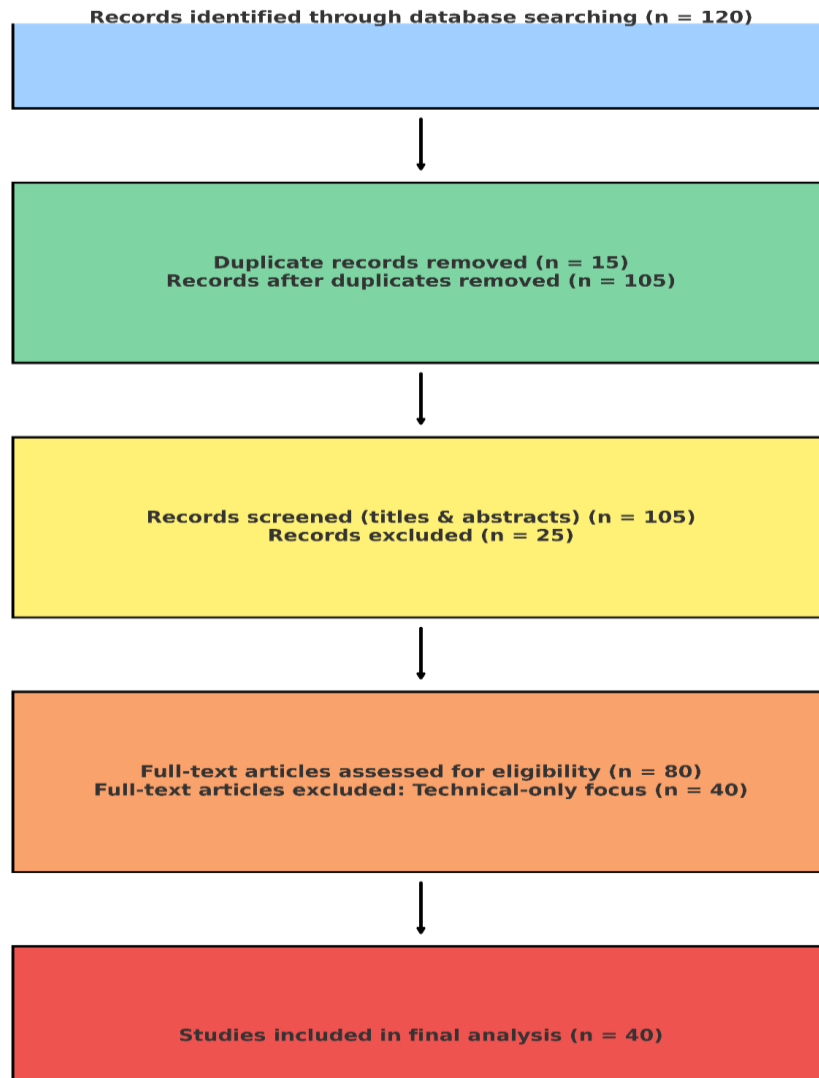 Records identified through database searching (n = 120)
Duplicate records removed (n = 15)
Records after duplicates removed (n = 105)
Records screened (titles & abstracts) (n = 105)
Records excluded (n = 25)
Full-text articles assessed for eligibility (n = 80)
Full-text articles excluded: Technical-only focus (n = 40)
Studies included in final analysis (n = 40)